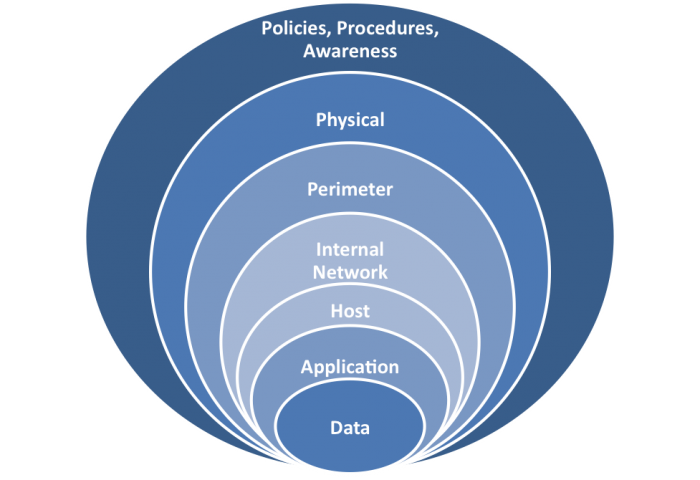 Policies, Procedures,
Awareness
Physical
Perimeter
Internal
Network
Host
Application
Data